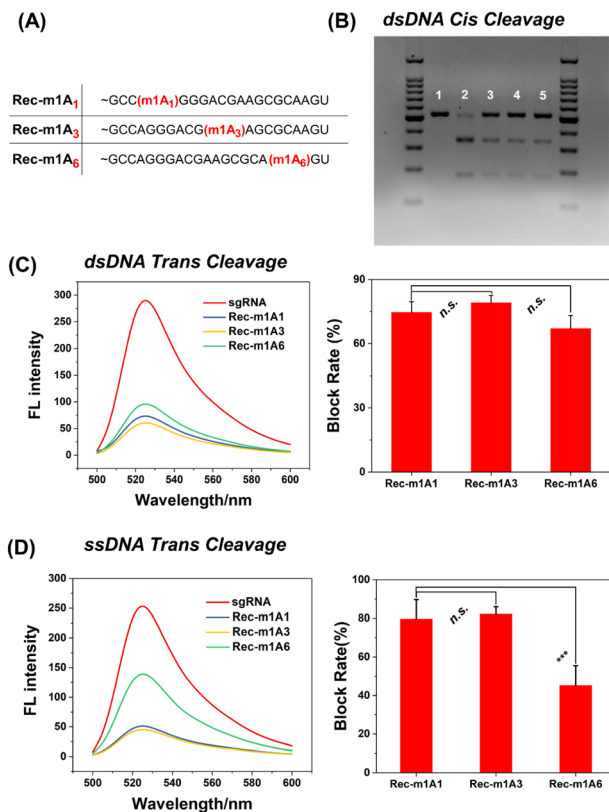 (A)
Rec-m1A1 ~GCC(m1A1)GGGACGAAGCGCAAGU
Rec-m1A3 ~GCCAGGGACG(m1A3)AGCGCAAGU
Rec-m1A6 ~GCCAGGGACGAAGCGCA(m1A6)GU
(B) dsDNA Cis Cleavage
1 2 3 4 5
(C) dsDNA Trans Cleavage
FL intensity
300
250
200
150
100
50
0
sgRNA
Rec-m1A1
Rec-m1A3
Rec-m1A6
500 520 540 560 580 600
Wavelength/nm
Block Rate (%)
90
60
30
0
n.s.
n.s.
Rec-m1A1 Rec-m1A3 Rec-m1A6
(D) ssDNA Trans Cleavage
FL intensity
300
250
200
150
100
50
0
sgRNA
Rec-m1A1
Rec-m1A3
Rec-m1A6
500 520 540 560 580 600
Wavelength/nm
Block Rate(%)
100
80
60
40
20
0
n.s.
***
Rec-m1A1 Rec-m1A3 Rec-m1A6